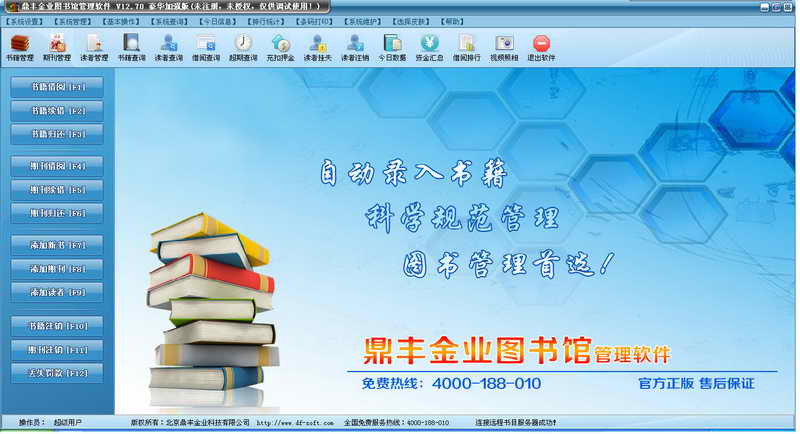 鼎丰金业图书馆管理软件 V12.70 豪华加强版(未注册，未授权，仅供调试使用！)
【系统设置】 【系统管理】 【基本操作】 【系统查询】 【今日信息】 【排行统计】 【条码打印】 【系统维护】 【选择皮肤】 【帮助】
书籍管理 期刊管理 读者管理 书籍查询 读者查询 借阅查询 超期查询 充扣押金 读者挂失 读者注销 今日数据 资金汇总 借阅排行 视频照相 退出软件
书籍借阅 [F1]
书籍续借 [F2]
书籍归还 [F3]
期刊借阅 [F4]
期刊续借 [F5]
期刊归还 [F6]
添加新书 [F7]
添加期刊 [F8]
添加读者 [F9]
书籍注销 [F10]
期刊注销 [F11]
丢失罚款 [F12]
自动录入书籍
科学规范管理
图书管理首选！
鼎丰金业图书馆管理软件
免费热线：4000-188-010 官方正版 售后保证
操作员： 超级用户 版权所有：北京鼎丰金业科技有限公司 http://www.df-soft.com 全国免费服务热线：4000-188-010 连接远程书目服务器成功！